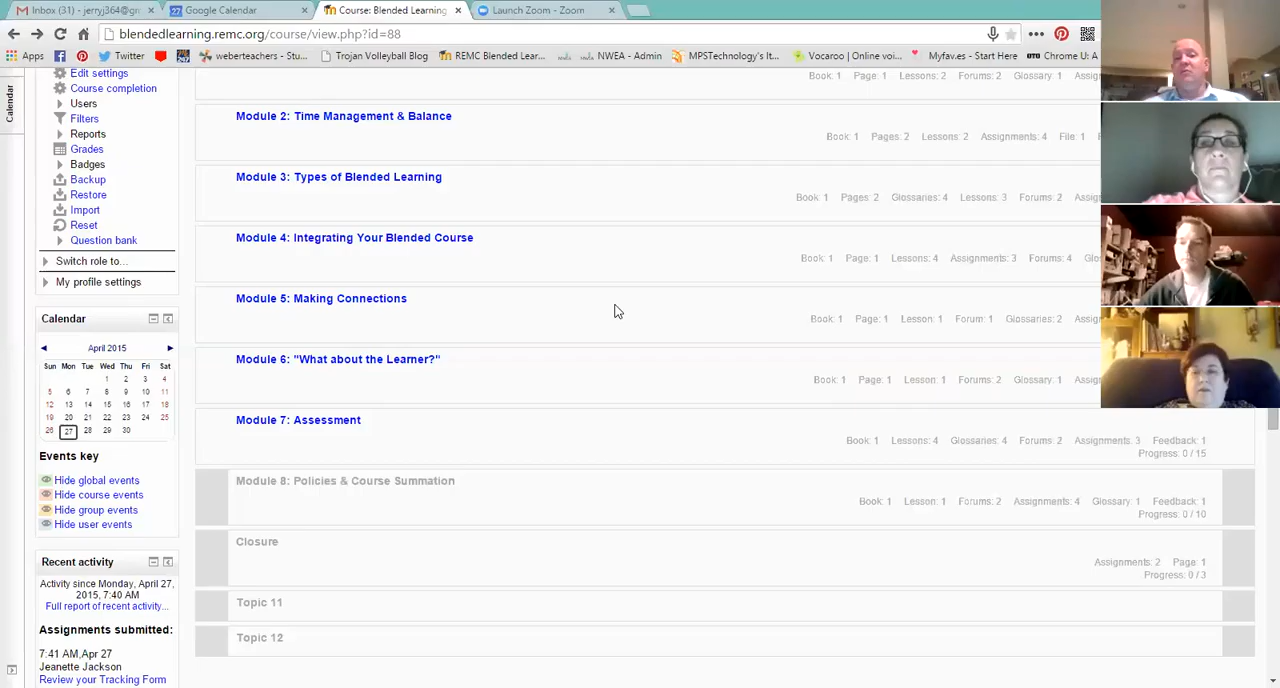 Inbox (31) - jerryj364@gm
Google Calendar
Course: Blended Learning
Launch Zoom - Zoom
blendedlearning.remc.org/course/view.php?id=88
Apps
Twitter
weberteachers - Stu...
Trojan Volleyball Blog
REMC Blended Lear...
NWEA - Admin
MPSTechnology's It...
Vocaroo | Online voi...
Myfav.es - Start Here
Chrome U: A
Calendar
Edit settings
Course completion
Users
Filters
Reports
Grades
Badges
Backup
Restore
Import
Reset
Question bank
Switch role to...
My profile settings
Calendar
April 2015
Sun Mon Tue Wed Thu Fri Sat
1 2 3 4
5 6 7 8 9 10 11
12 13 14 15 16 17 18
19 20 21 22 23 24 25
26 27 28 29 30
Events key
Hide global events
Hide course events
Hide group events
Hide user events
Recent activity
Activity since Monday, April 27,
2015, 7:40 AM
Full report of recent activity...
Assignments submitted:
7:41 AM, Apr 27
Jeanette Jackson
Review your Tracking Form
Book: 1 Page: 1 Lessons: 2 Forums: 2 Glossary: 1 Assig
Module 2: Time Management & Balance
Book: 1 Pages: 2 Lessons: 2 Assignments: 4 File: 1 F
Module 3: Types of Blended Learning
Book: 1 Pages: 2 Glossaries: 4 Lessons: 3 Forums: 2 Assig
Module 4: Integrating Your Blended Course
Book: 1 Page: 1 Lessons: 4 Assignments: 3 Forums: 4 Glos
Module 5: Making Connections
Book: 1 Page: 1 Lesson: 1 Forum: 1 Glossaries: 2 Assig
Module 6: "What about the Learner?"
Book: 1 Page: 1 Lesson: 1 Forums: 2 Glossary: 1 Assig
Module 7: Assessment
Book: 1 Lessons: 4 Glossaries: 4 Forums: 2 Assignments: 3 Feedback: 1
Progress: 0 / 15
Module 8: Policies & Course Summation
Book: 1 Lesson: 1 Forums: 2 Assignments: 4 Glossary: 1 Feedback: 1
Progress: 0 / 10
Closure
Assignments: 2 Page: 1
Progress: 0 / 3
Topic 11
Topic 12